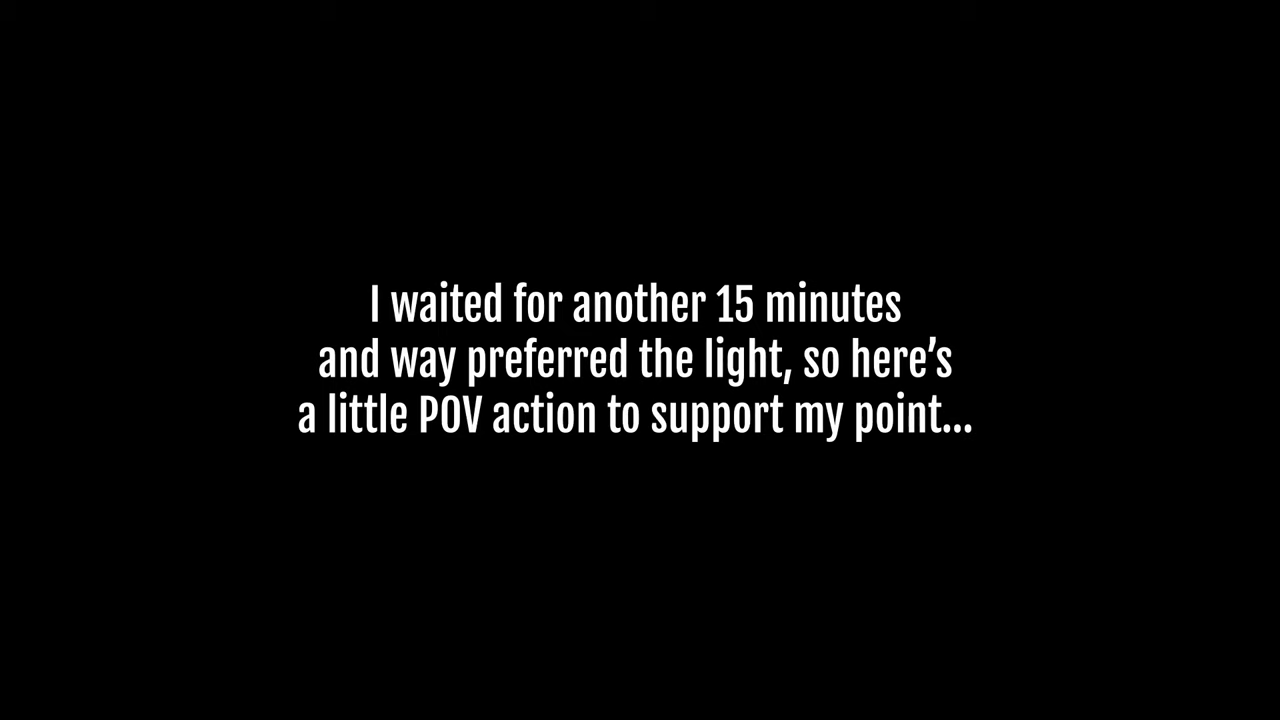 I waited for another 15 minutes
and way preferred the light, so here’s
a little POV action to support my point...